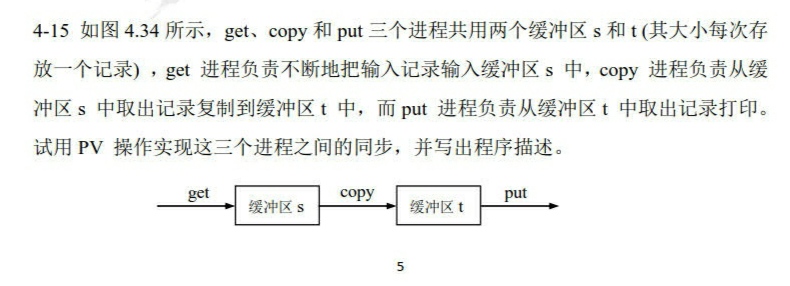 4-15 如图 4.34 所示，get、copy 和 put 三个进程共用两个缓冲区 s 和 t (其大小每次存
放一个记录) ，get 进程负责不断地把输入记录输入缓冲区 s 中，copy 进程负责从缓
冲区 s 中取出记录复制到缓冲区 t 中，而 put 进程负责从缓冲区 t 中取出记录打印。
试用 PV 操作实现这三个进程之间的同步，并写出程序描述。
get 缓冲区 s copy 缓冲区 t put
5